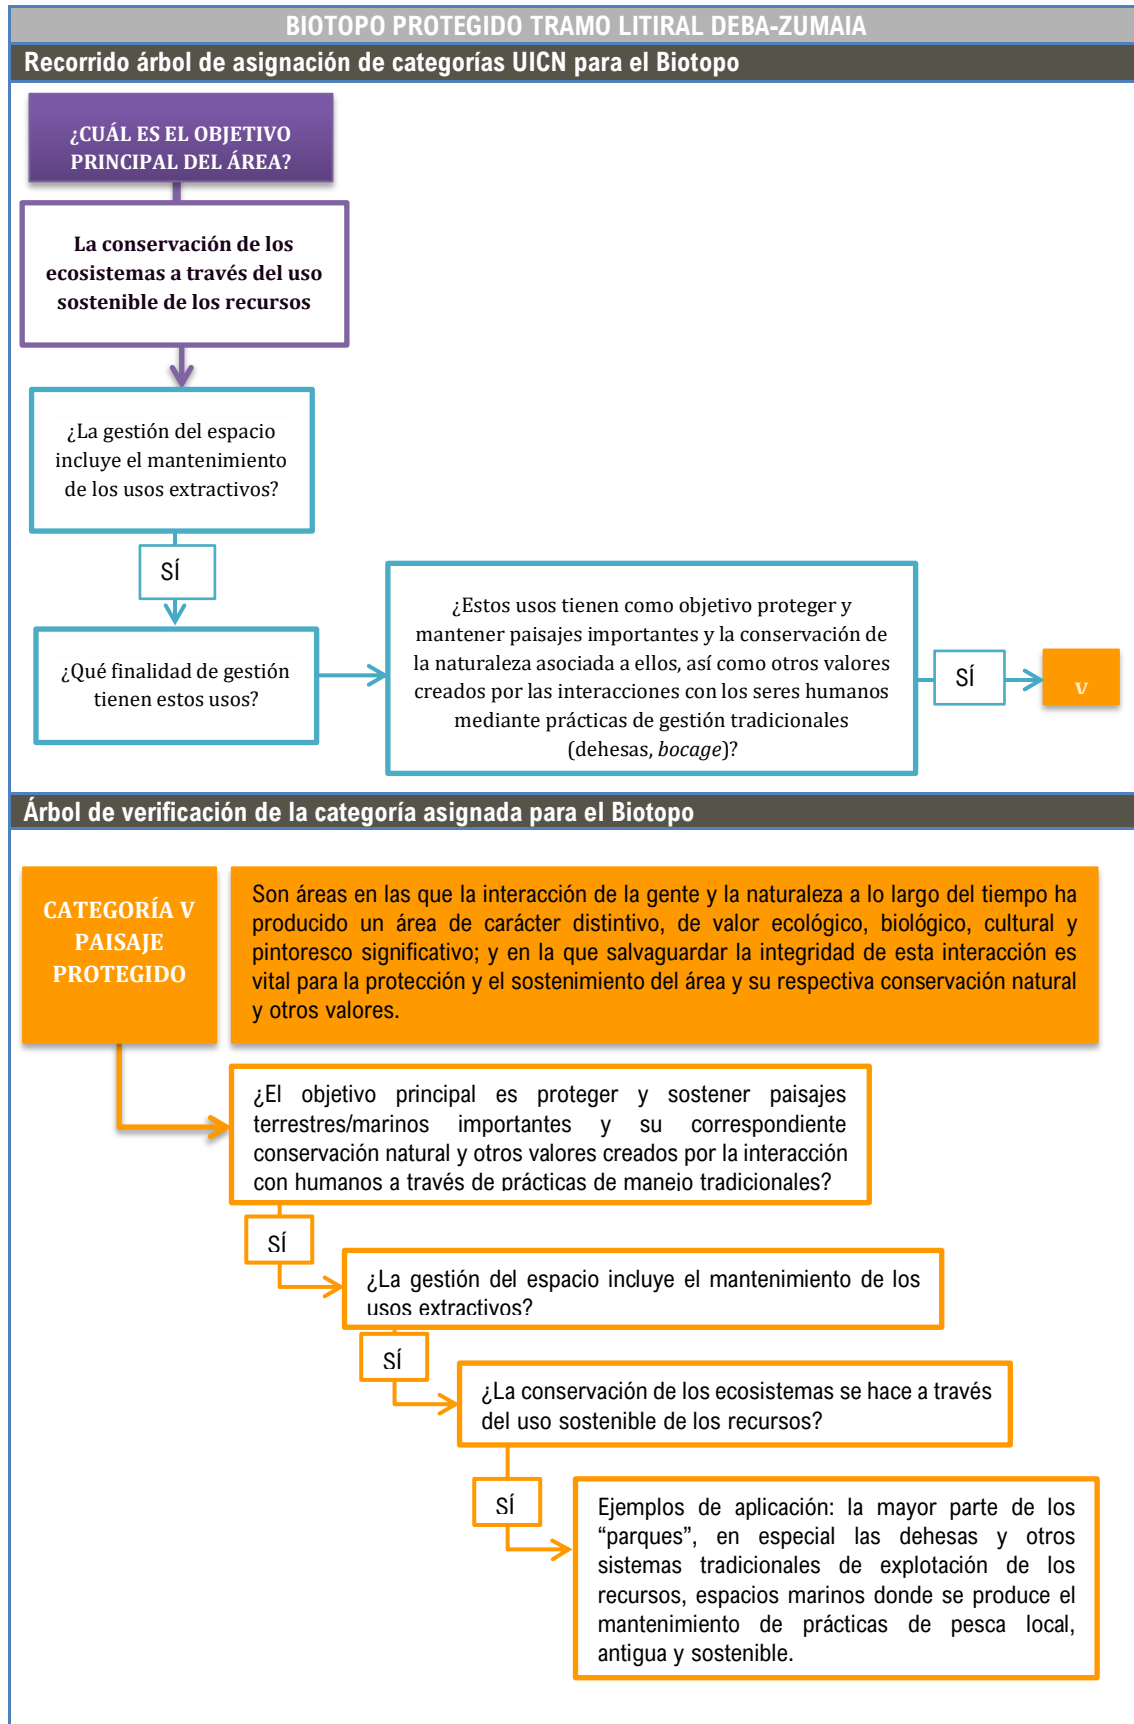 BIOTOPO PROTEGIDO TRAMO LITIRAL DEBA-ZUMAIA
Recorrido árbol de asignación de categorías UICN para el Biotopo
¿CUÁL ES EL OBJETIVO
PRINCIPAL DEL ÁREA?
La conservación de los
ecosistemas a través del uso
sostenible de los recursos
¿La gestión del espacio
incluye el mantenimiento
de los usos extractivos?
SÍ
¿Qué finalidad de gestión
tienen estos usos?
¿Estos usos tienen como objetivo proteger y
mantener paisajes importantes y la conservación de
la naturaleza asociada a ellos, así como otros valores
creados por las interacciones con los seres humanos
mediante prácticas de gestión tradicionales
(dehesas, bocage)?
SÍ
V
Árbol de verificación de la categoría asignada para el Biotopo
CATEGORÍA V
PAISAJE
PROTEGIDO
Son áreas en las que la interacción de la gente y la naturaleza a lo largo del tiempo ha
producido un área de carácter distintivo, de valor ecológico, biológico, cultural y
pintoresco significativo; y en la que salvaguardar la integridad de esta interacción es
vital para la protección y el sostenimiento del área y su respectiva conservación natural
y otros valores.
¿El objetivo principal es proteger y sostener paisajes
terrestres/marinos importantes y su correspondiente
conservación natural y otros valores creados por la interacción
con humanos a través de prácticas de manejo tradicionales?
SÍ
¿La gestión del espacio incluye el mantenimiento de los
usos extractivos?
SÍ
¿La conservación de los ecosistemas se hace a través
del uso sostenible de los recursos?
SÍ
Ejemplos de aplicación: la mayor parte de los
“parques”, en especial las dehesas y otros
sistemas tradicionales de explotación de los
recursos, espacios marinos donde se produce el
mantenimiento de prácticas de pesca local,
antigua y sostenible.